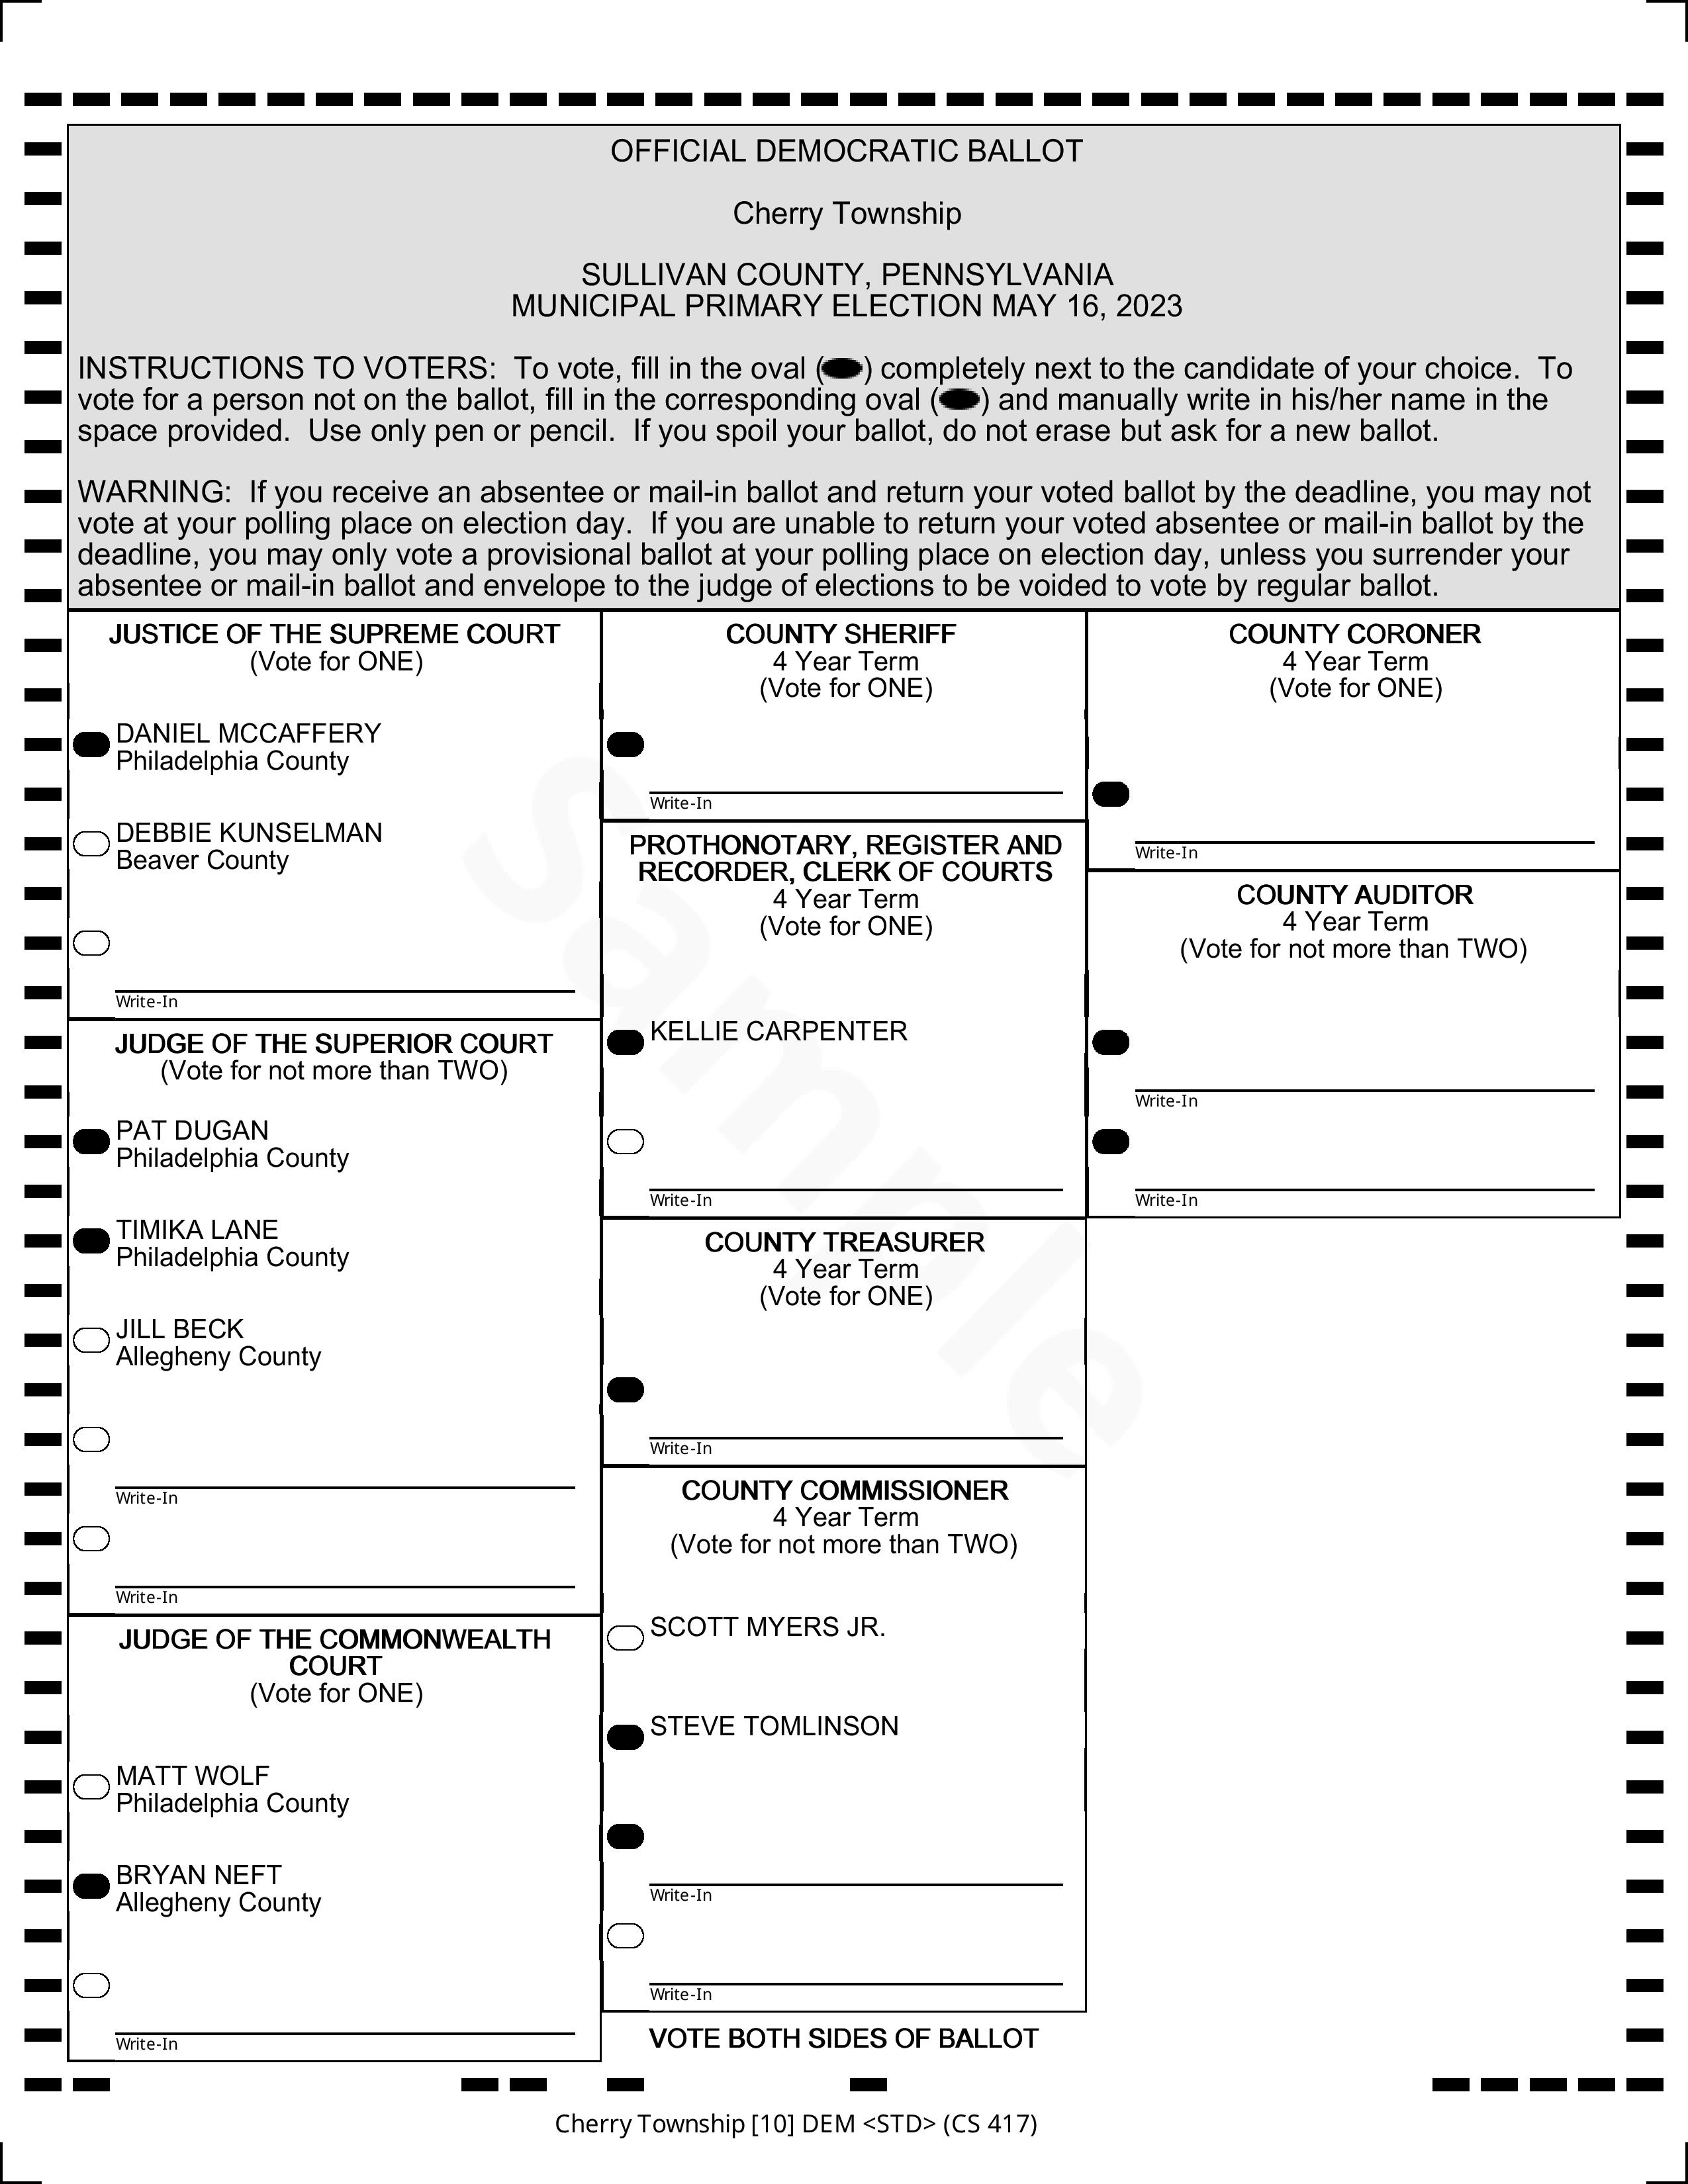 OFFICIAL DEMOCRATIC BALLOT
Cherry Township
SULLIVAN COUNTY, PENNSYLVANIA
MUNICIPAL PRIMARY ELECTION MAY 16, 2023
INSTRUCTIONS TO VOTERS:  To vote, fill in the oval ( ) completely next to the candidate of your choice.  To
vote for a person not on the ballot, fill in the corresponding oval ( ) and manually write in his/her name in the
space provided.  Use only pen or pencil.  If you spoil your ballot, do not erase but ask for a new ballot.
WARNING:  If you receive an absentee or mail-in ballot and return your voted ballot by the deadline, you may not
vote at your polling place on election day.  If you are unable to return your voted absentee or mail-in ballot by the
deadline, you may only vote a provisional ballot at your polling place on election day, unless you surrender your
absentee or mail-in ballot and envelope to the judge of elections to be voided to vote by regular ballot.
JUSTICE OF THE SUPREME COURT
(Vote for ONE)
DANIEL MCCAFFERY
Philadelphia County
DEBBIE KUNSELMAN
Beaver County
Write-In
JUDGE OF THE SUPERIOR COURT
(Vote for not more than TWO)
PAT DUGAN
Philadelphia County
TIMIKA LANE
Philadelphia County
JILL BECK
Allegheny County
Write-In
Write-In
JUDGE OF THE COMMONWEALTH
COURT
(Vote for ONE)
MATT WOLF
Philadelphia County
BRYAN NEFT
Allegheny County
Write-In
COUNTY SHERIFF
4 Year Term
(Vote for ONE)
Write-In
PROTHONOTARY, REGISTER AND
RECORDER, CLERK OF COURTS
4 Year Term
(Vote for ONE)
KELLIE CARPENTER
Write-In
COUNTY TREASURER
4 Year Term
(Vote for ONE)
Write-In
COUNTY COMMISSIONER
4 Year Term
(Vote for not more than TWO)
SCOTT MYERS JR.
STEVE TOMLINSON
Write-In
Write-In
VOTE BOTH SIDES OF BALLOT
COUNTY CORONER
4 Year Term
(Vote for ONE)
Write-In
COUNTY AUDITOR
4 Year Term
(Vote for not more than TWO)
Write-In
Write-In
Sample
Cherry Township [10] DEM <STD> (CS 417)